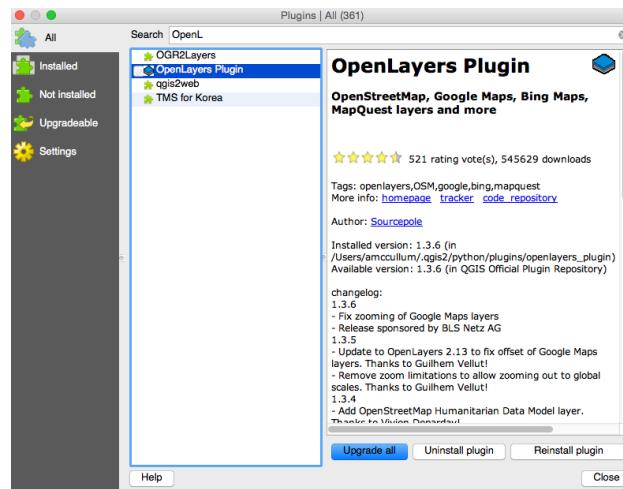 Plugins | All (361)
All
Installed
Not installed
Upgradeable
Settings
Search OpenL
OGR2Layers
OpenLayers Plugin
qgis2web
TMS for Korea
OpenLayers Plugin
OpenStreetMap, Google Maps, Bing Maps,
MapQuest layers and more
521 rating vote(s), 545629 downloads
Tags: openlayers,OSM,google,bing,mapquest
More info: homepage tracker code_repository
Author: Sourcepole
Installed version: 1.3.6 (in
/Users/amccullum/.qgis2/python/plugins/openlayers_plugin)
Available version: 1.3.6 (in QGIS Official Plugin Repository)
changelog:
1.3.6
- Fix zooming of Google Maps layers
- Release sponsored by BLS Netz AG
1.3.5
- Update to OpenLayers 2.13 to fix offset of Google Maps
layers. Thanks to Guilhem Vellut!
- Remove zoom limitations to allow zooming out to global
scales. Thanks to Guilhem Vellut!
1.3.4
- Add OpenStreetMap Humanitarian Data Model layer.
Thanks to Vivien
Upgrade all Uninstall plugin Reinstall plugin
Help Close